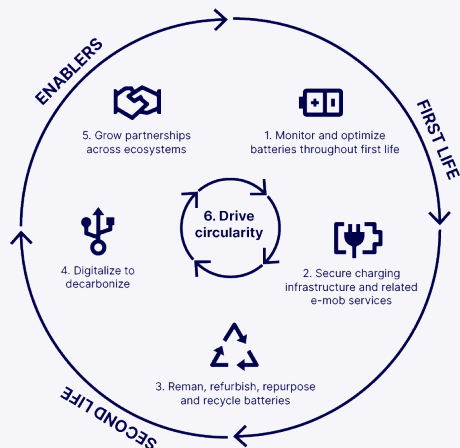 ENABLERS
FIRST LIFE
5. Grow partnerships
across ecosystems
1. Monitor and optimize
batteries throughout first life
6. Drive
circularity
4. Digitalize to
decarbonize
2. Secure charging
infrastructure and related
e-mob services
3. Reman, refurbish, repurpose
and recycle batteries
SECOND LIFE